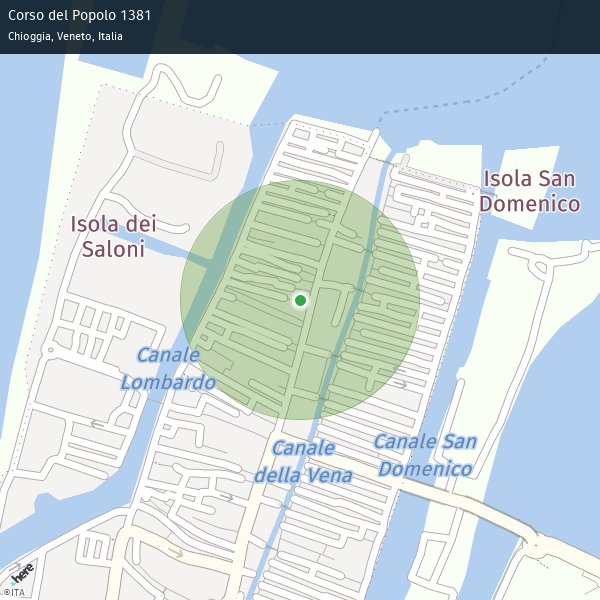 Corso del Popolo 1381
Chioggia, Veneto, Italia
Isola San
Domenico
Isola dei
Saloni
Canale
Lombardo
Canale
della Vena
Canale San
Domenico
here
©ITA